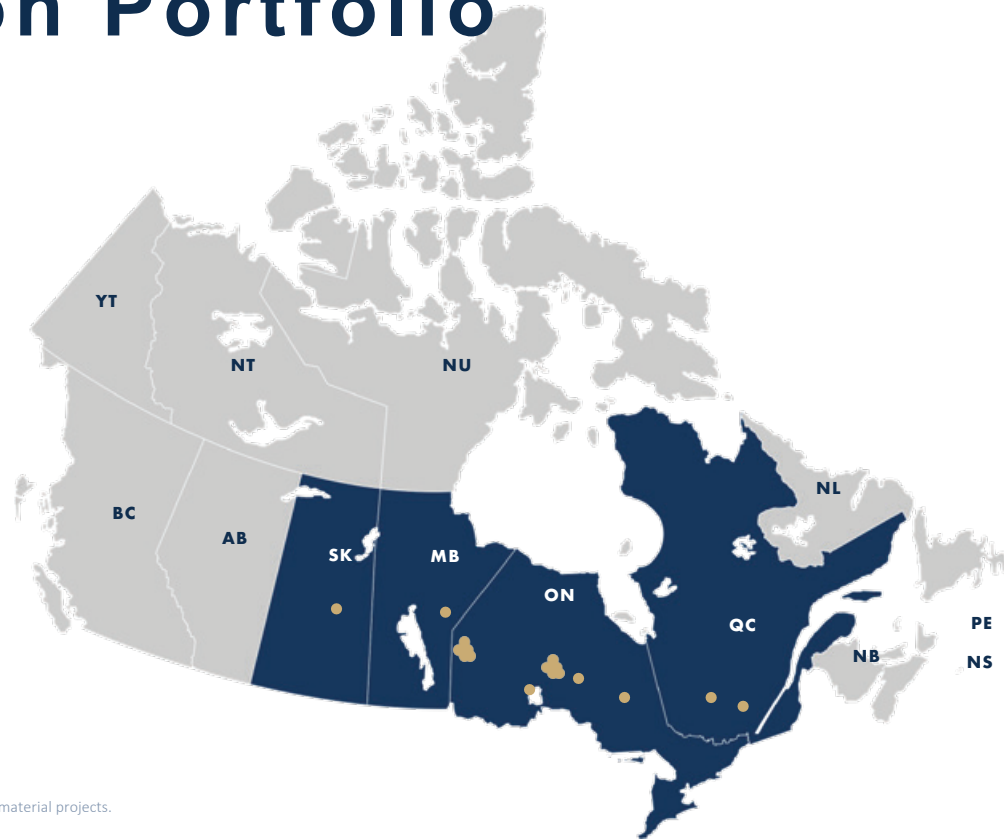 on Portfolio
YT
NT
NU
BC
AB
SK
MB
ON
QC
NL
PE
NB
NS
material projects.